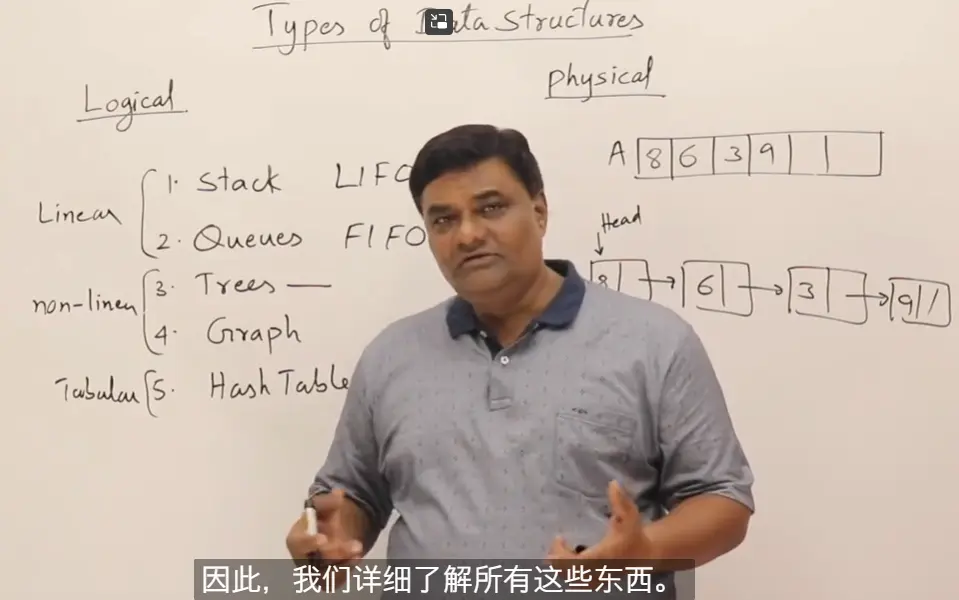 Types of Data Structures
Logical
Physical
Linear
1. Stack LIFO
2. Queues FIFO
non-linear
3. Trees —
4. Graph
Tabular
5. Hash Table
A 8 6 3 9
Head
8 6 3 9 /
因此，我们详细了解所有这些东西。